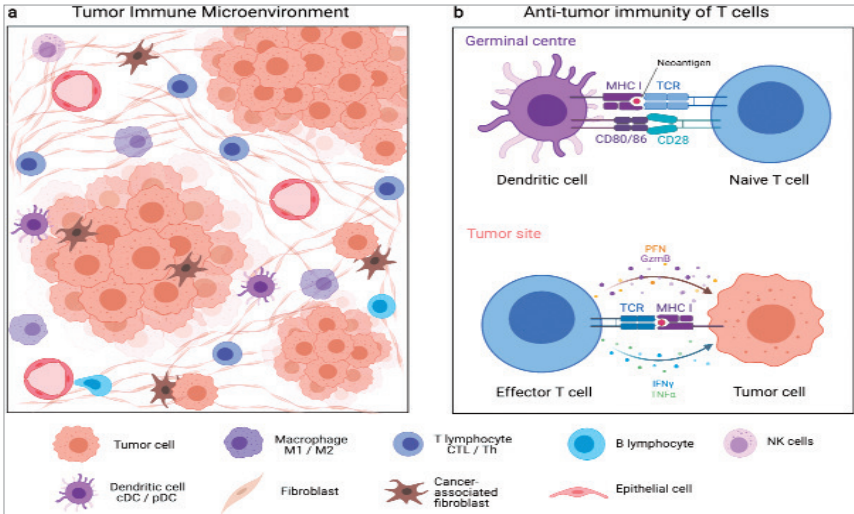 a Tumor Immune Microenvironment
b Anti-tumor immunity of T cells
Germinal centre
Neoantigen
MHC I TCR
CD80/86 CD28
Dendritic cell Naive T cell
Tumor site
PFN
GzmB
TCR MHC I
IFNγ
TNFα
Effector T cell Tumor cell
Tumor cell
Macrophage
M1 / M2
T lymphocyte
CTL / Th
B lymphocyte
NK cells
Dendritic cell
cDC / pDC
Fibroblast
Cancer-
associated
fibroblast
Epithelial cell